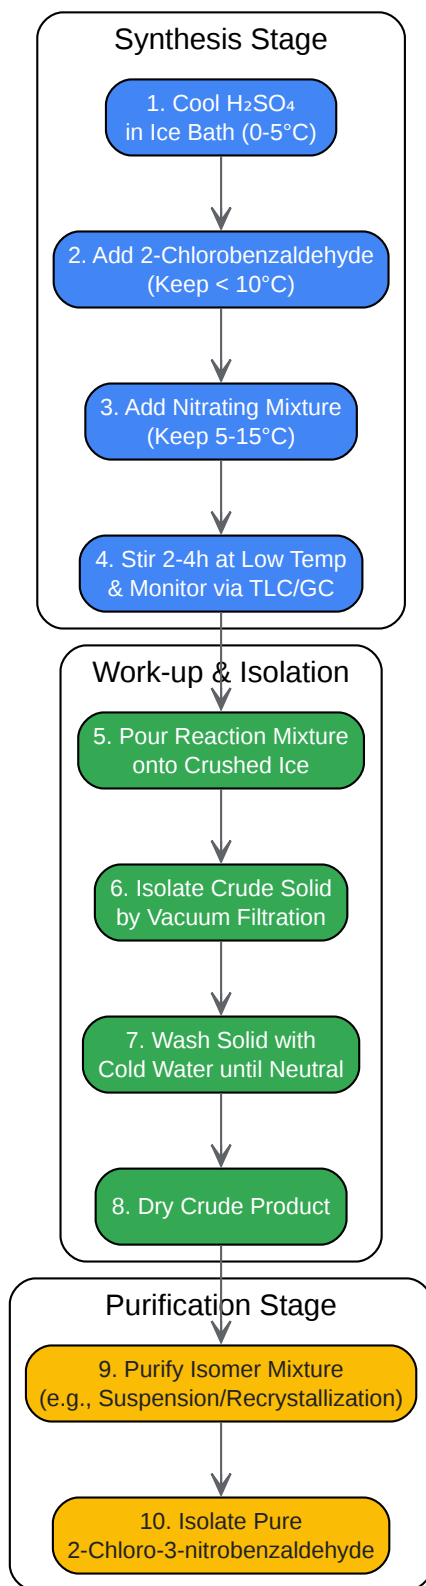 Synthesis Stage
1. Cool H₂SO₄
in Ice Bath (0-5°C)
2. Add 2-Chlorobenzaldehyde
(Keep < 10°C)
3. Add Nitrating Mixture
(Keep 5-15°C)
4. Stir 2-4h at Low Temp
& Monitor via TLC/GC
Work-up & Isolation
5. Pour Reaction Mixture
onto Crushed Ice
6. Isolate Crude Solid
by Vacuum Filtration
7. Wash Solid with
Cold Water until Neutral
8. Dry Crude Product
Purification Stage
9. Purify Isomer Mixture
(e.g., Suspension/Recrystallization)
10. Isolate Pure
2-Chloro-3-nitrobenzaldehyde